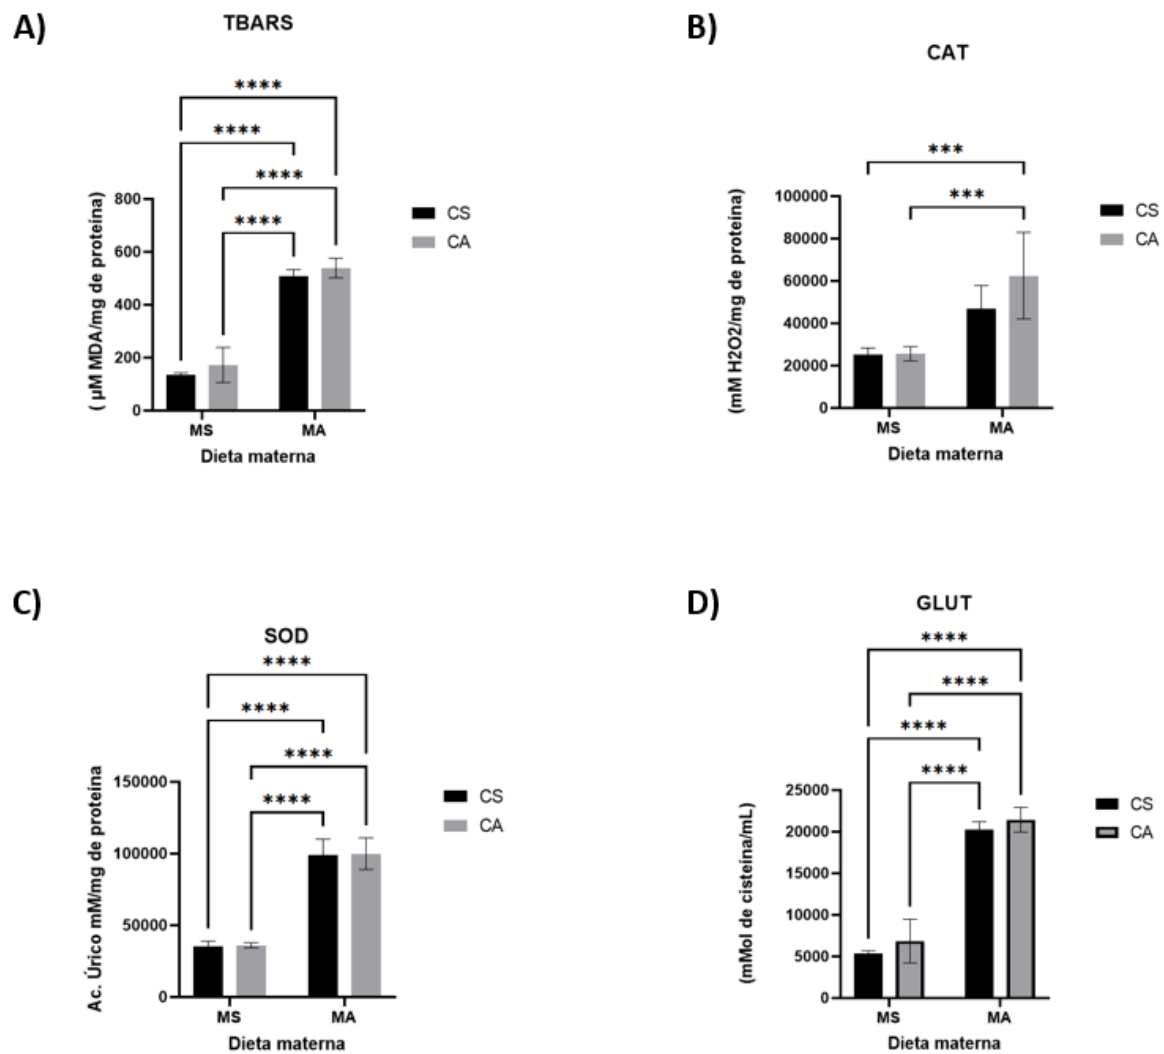 A)
TBARS
****
****
****
****
( µM MDA/mg de proteína)
800
600
400
200
0
MS
MA
Dieta materna
CS
CA
B)
CAT
***
***
(mM H2O2/mg de proteína)
100000
80000
60000
40000
20000
0
MS
MA
Dieta materna
CS
CA
C)
SOD
****
****
****
****
Ac. Úrico mM/mg de proteína
150000
100000
50000
0
MS
MA
Dieta materna
CS
CA
D)
GLUT
****
****
****
****
(mMol de cisteína/mL)
25000
20000
15000
10000
5000
0
MS
MA
Dieta materna
CS
CA